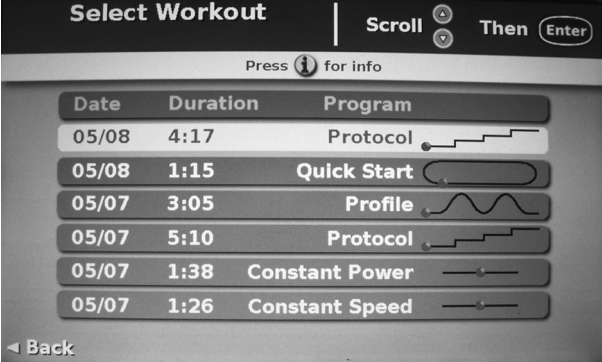 Select Workout
Scroll Then Enter
Press i for info
Date Duration Program
05/08 4:17 Protocol
05/08 1:15 Quick Start
05/07 3:05 Profile
05/07 5:10 Protocol
05/07 1:38 Constant Power
05/07 1:26 Constant Speed
Back